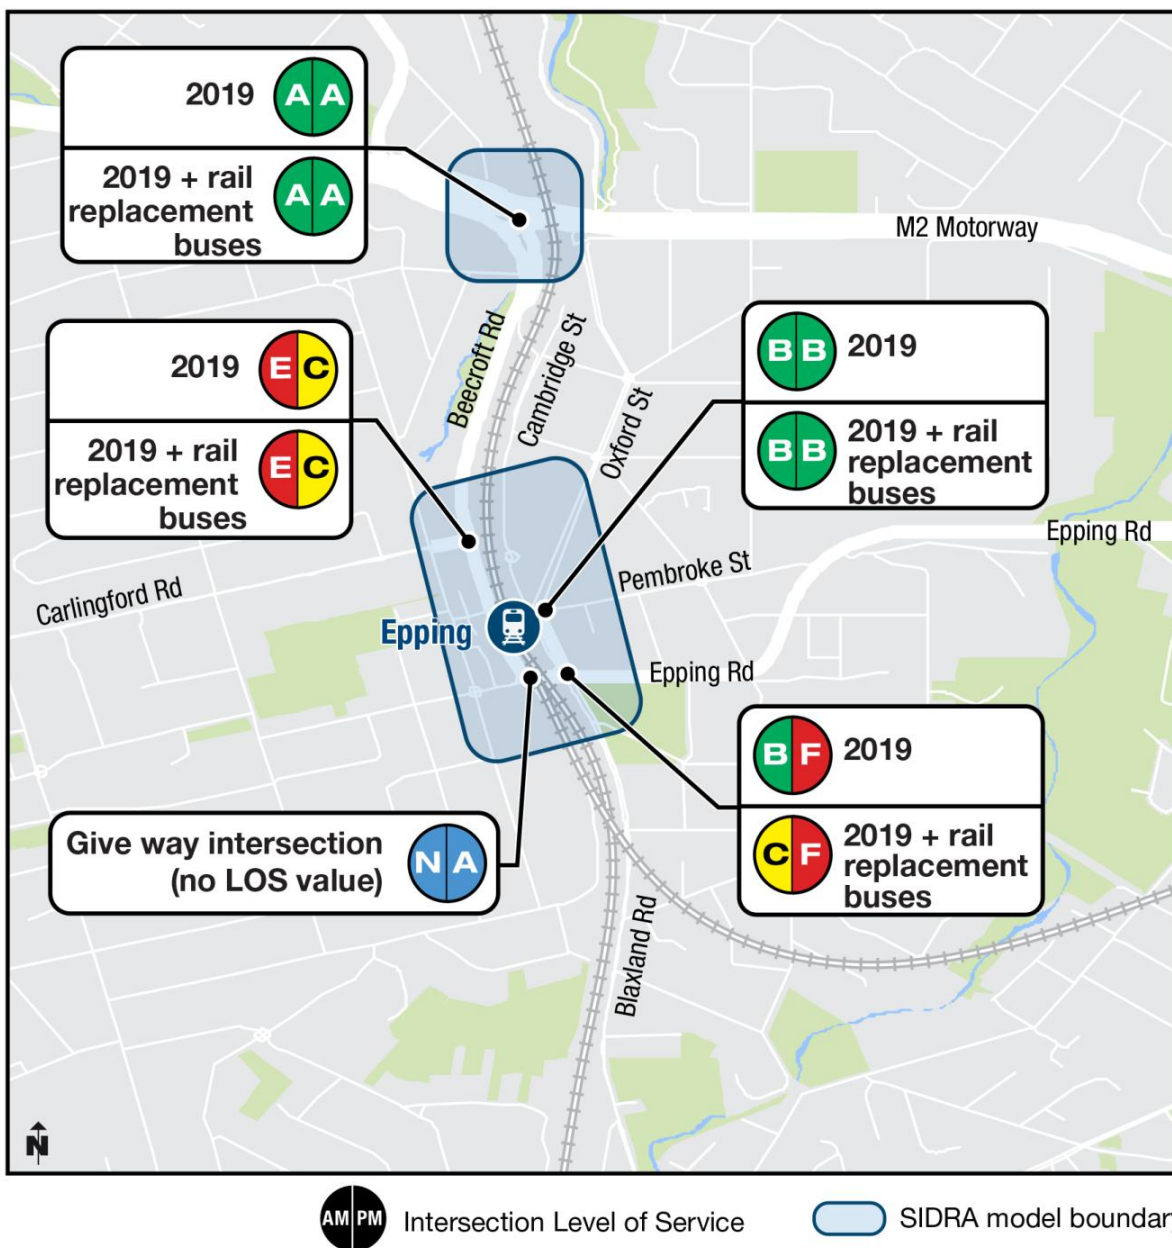 2019
A A
2019 + rail
replacement
buses
A A
M2 Motorway
Beecroft Rd
Cambridge St
Oxford St
2019
E C
2019 + rail
replacement
buses
E C
B B
2019
B B
2019 + rail
replacement
buses
Epping Rd
Carlingford Rd
Pembroke St
Epping
Epping Rd
B F
2019
C F
2019 + rail
replacement
buses
Give way intersection
(no LOS value)
N A
Blaxland Rd
N
AM PM
Intersection Level of Service
SIDRA model boundar